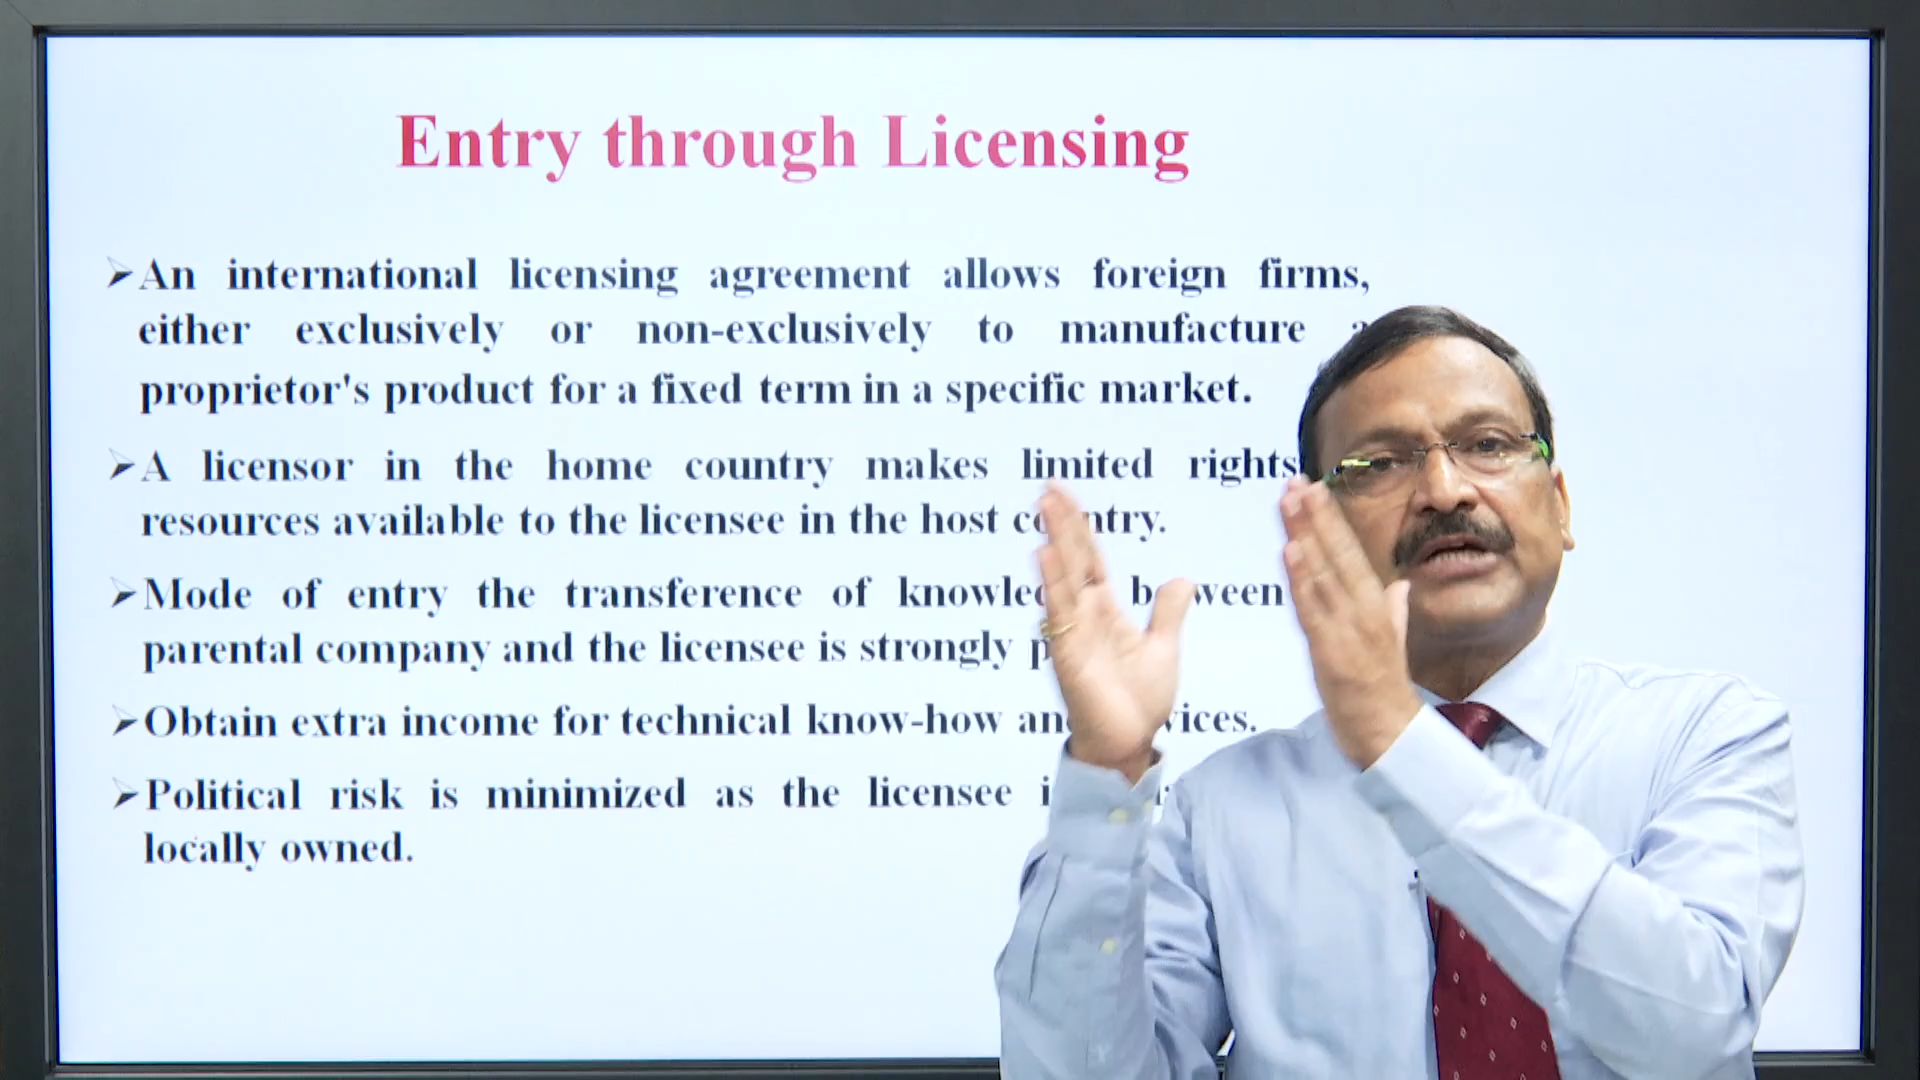 Entry through Licensing
➢An international licensing agreement allows foreign firms,
either exclusively or non-exclusively to manufacture a
proprietor's product for a fixed term in a specific market.
➢A licensor in the home country makes limited rights
resources available to the licensee in the host country.
➢Mode of entry the transference of between
parental company and the licensee is strongly
➢Obtain extra income for technical know-how
➢Political risk is minimized as the licensee
locally owned.